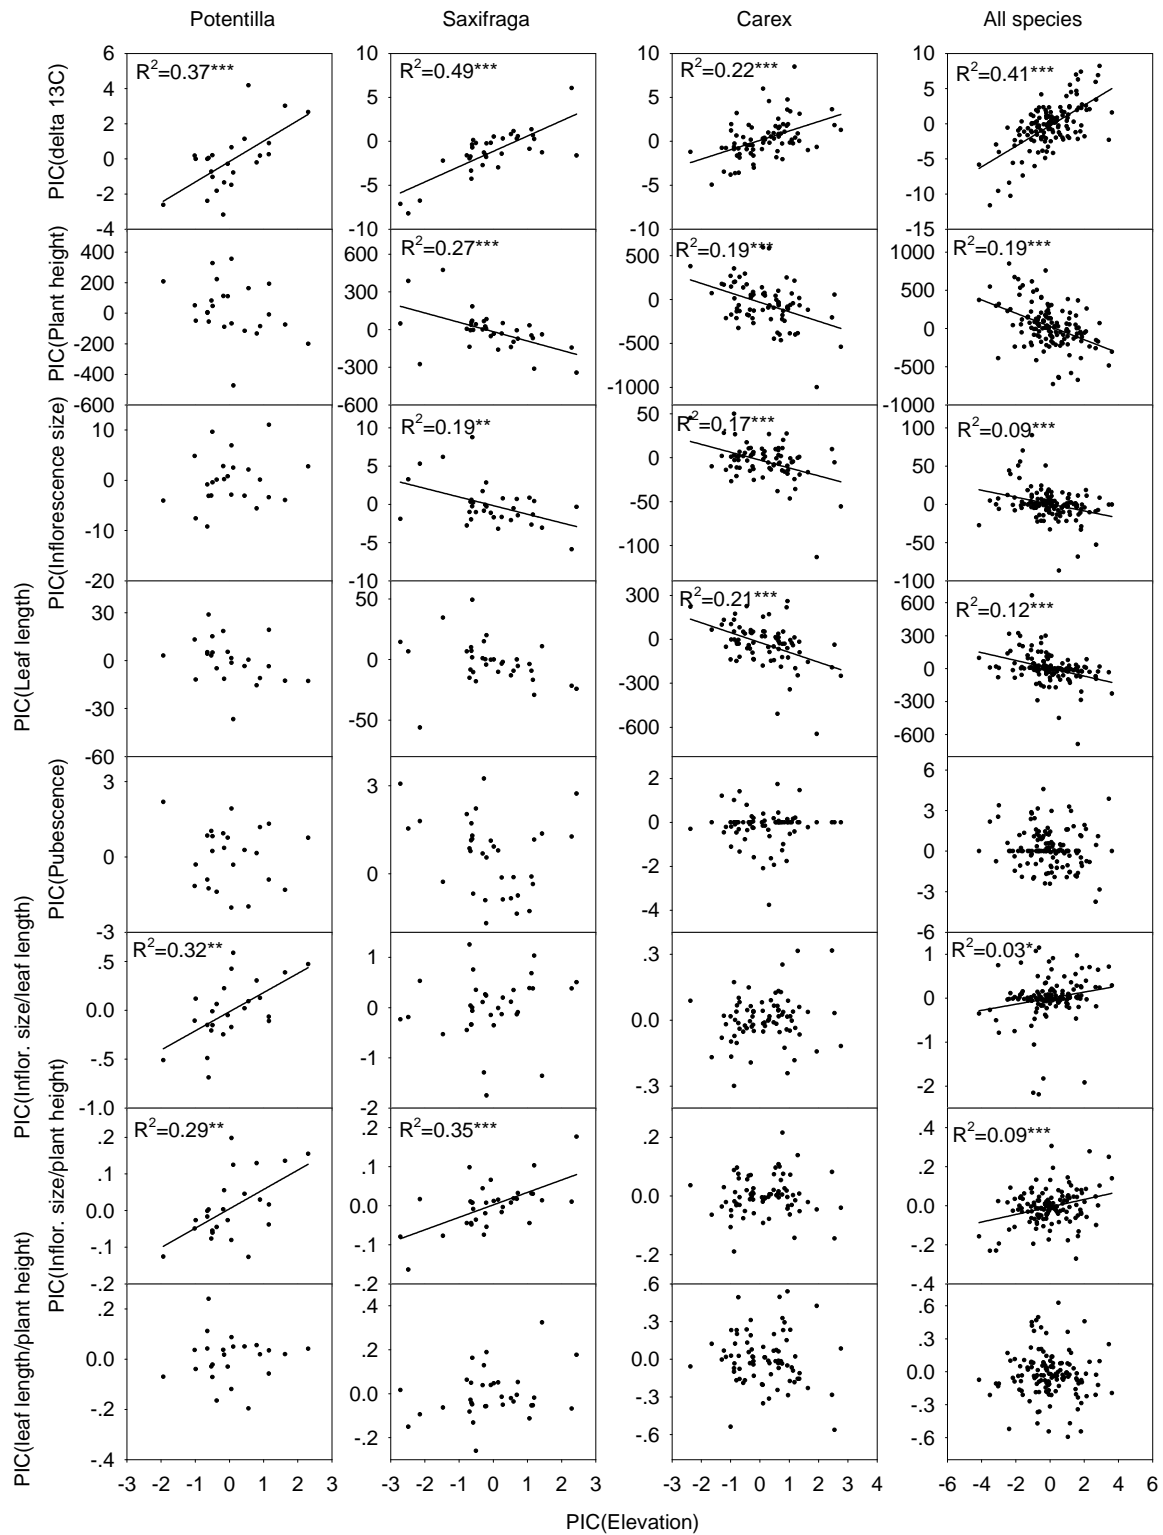 Potentilla Saxifraga Carex All species
PIC(delta 13C)
6 4 2 0 -2 -4
R2=0.37***
10 5 0 -5 -10
R2=0.49***
10 5 0 -5 -10
R2=0.22***
10 5 0 -5 -10 -15
R2=0.41***
PIC(Plant height)
400 200 0 -200 -400 -600
600 300 0 -300 -600
R2=0.27***
500 0 -500 -1000
R2=0.19***
1000 500 0 -500 -1000
R2=0.19***
PIC(Inflorescence size)
10 0 -10 -20
10 5 0 -5 -10
R2=0.19**
50 0 -50 -100
R2=0.17***
100 50 0 -50 -100
R2=0.09***
PIC(Leaf length)
30 0 -30 -60
50 0 -50
300 0 -300 -600
R2=0.21***
600 300 0 -300 -600
R2=0.12***
PIC(Pubescence)
3 0 -3
3 0
2 0 -2 -4
6 3 0 -3 -6
PIC(Inflor. size/leaf length)
.5 0.0 -.5 -1.0
R2=0.32**
1 0 -1 -2
.3 0.0 -.3
1 0 -1 -2
R2=0.03*
PIC(Inflor. size/plant height)
.2 .1 0.0 -.1 -.2
R2=0.29**
.2 .1 0.0 -.1 -.2
R2=0.35***
.2 0.0 -.2
.4 .2 0.0 -.2 -.4
R2=0.09***
PIC(leaf length/plant height)
.2 0.0 -.2 -.4
.4 .2 0.0 -.2
.6 .3 0.0 -.3 -.6
.6 .3 0.0 -.3 -.6
-3 -2 -1 0 1 2 3 -3 -2 -1 0 1 2 3 -3 -2 -1 0 1 2 3 4 -6 -4 -2 0 2 4 6
PIC(Elevation)